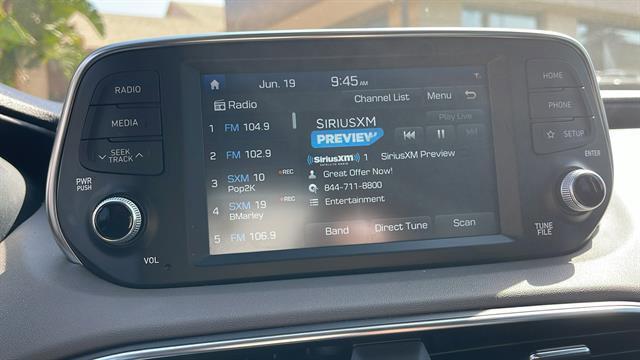 Jun. 19 9:45 AM
Radio Channel List Menu
RADIO
MEDIA
SEEK
TRACK
PWR
PUSH
VOL
1 FM 104.9
2 FM 102.9
3 SXM 10 REC
Pop2K
4 SXM 19 REC
BMarley
5 FM 106.9
SIRIUSXM
PREVIEW
Play Live
SiriusXM 1 SiriusXM Preview
SATELLITE RADIO
Great Offer Now!
844-711-8800
Entertainment
Band Direct Tune Scan
HOME
PHONE
SETUP
ENTER
TUNE
FILE